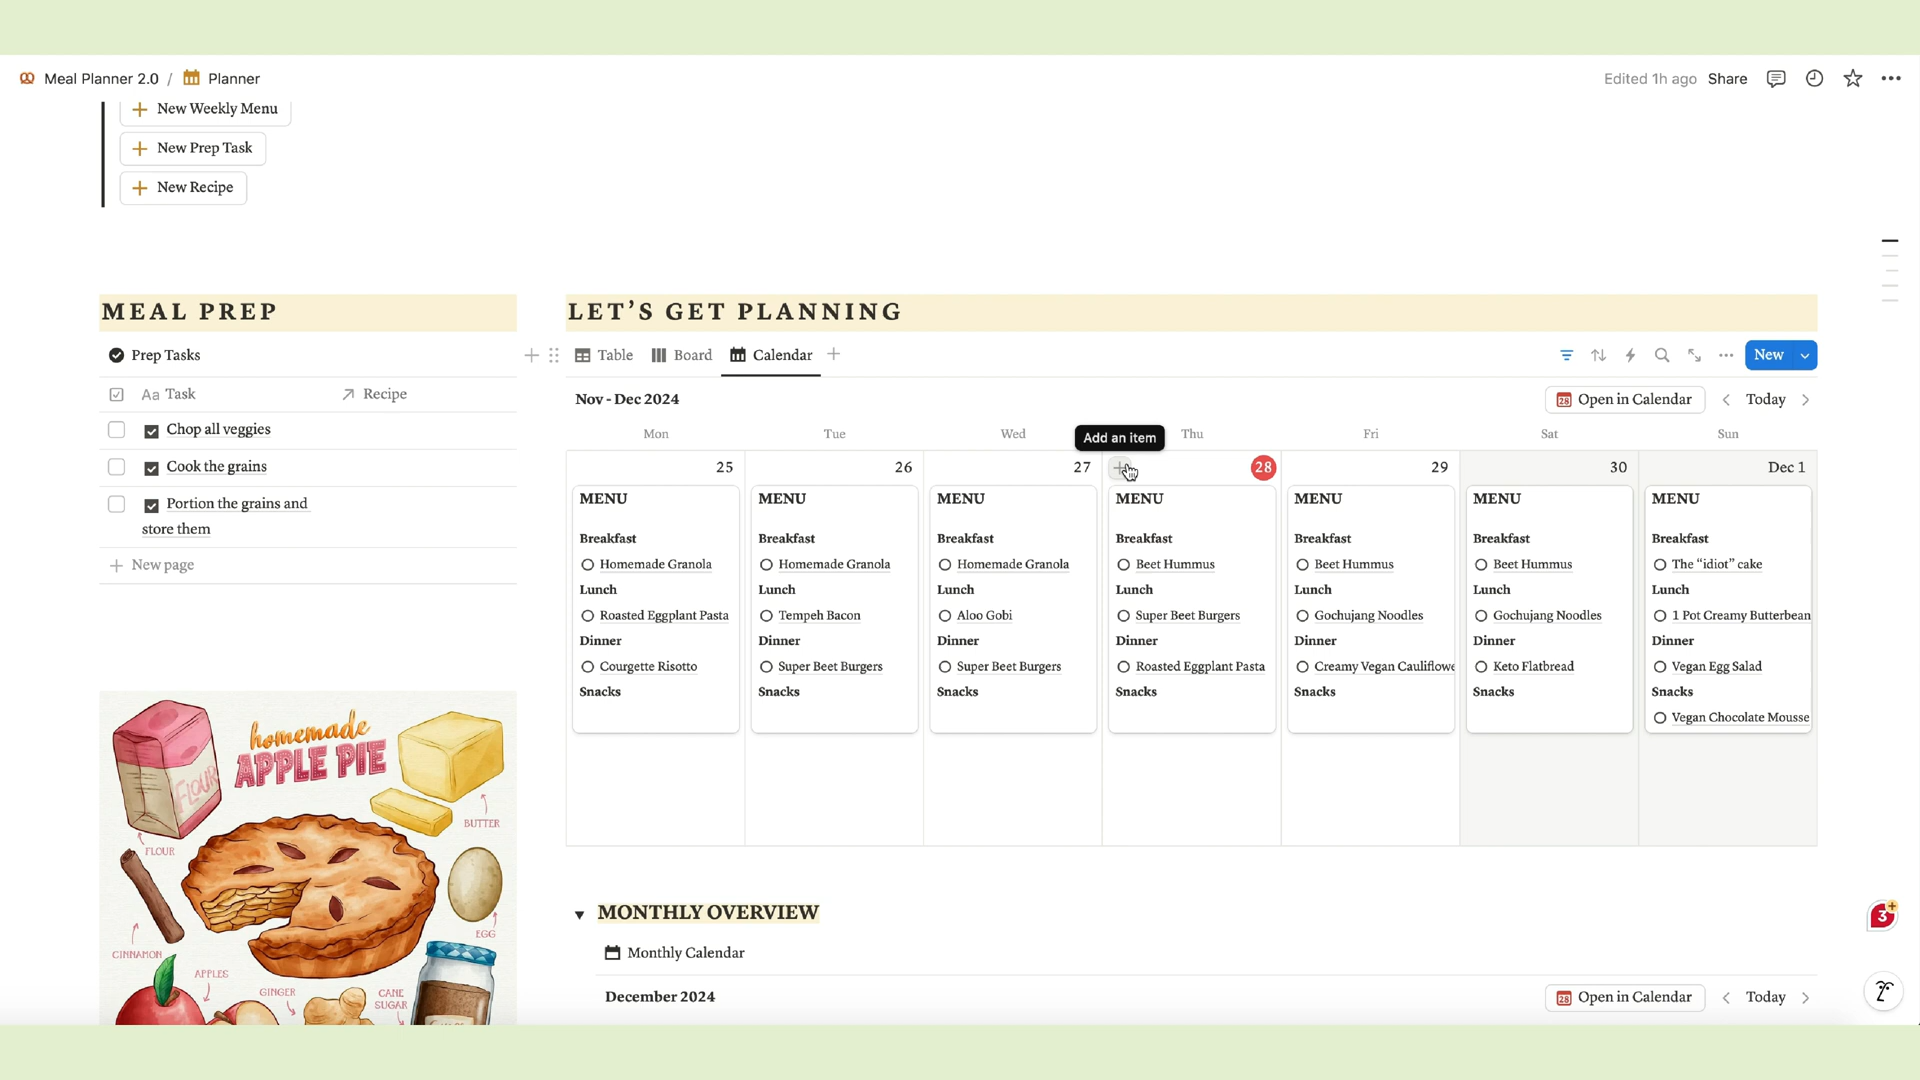 Meal Planner 2.0 / Planner
Edited 1h ago Share
New Weekly Menu
New Prep Task
New Recipe
MEAL PREP
Prep Tasks
Aa Task Recipe
Chop all veggies
Cook the grains
Portion the grains and
store them
New page
homemade
APPLE PIE
FLOUR
BUTTER
FLOUR
EGG
CINNAMON
APPLES
GINGER
CANE
SUGAR
LET'S GET PLANNING
Table Board Calendar
New
Nov - Dec 2024
28 Open in Calendar Today
Add an item
Mon Tue Wed Thu Fri Sat Sun
25 26 27 28 29 30 Dec 1
MENU
Breakfast
Homemade Granola
Lunch
Roasted Eggplant Pasta
Dinner
Courgette Risotto
Snacks
MENU
Breakfast
Homemade Granola
Lunch
Tempeh Bacon
Dinner
Super Beet Burgers
Snacks
MENU
Breakfast
Homemade Granola
Lunch
Aloo Gobi
Dinner
Super Beet Burgers
Snacks
MENU
Breakfast
Beet Hummus
Lunch
Super Beet Burgers
Dinner
Roasted Eggplant Pasta
Snacks
MENU
Breakfast
Beet Hummus
Lunch
Gochujang Noodles
Dinner
Creamy Vegan Cauliflowe
Snacks
MENU
Breakfast
Beet Hummus
Lunch
Gochujang Noodles
Dinner
Keto Flatbread
Snacks
MENU
Breakfast
The “idiot” cake
Lunch
1 Pot Creamy Butterbean
Dinner
Vegan Egg Salad
Snacks
Vegan Chocolate Mousse
MONTHLY OVERVIEW
Monthly Calendar
December 2024
28 Open in Calendar Today
3